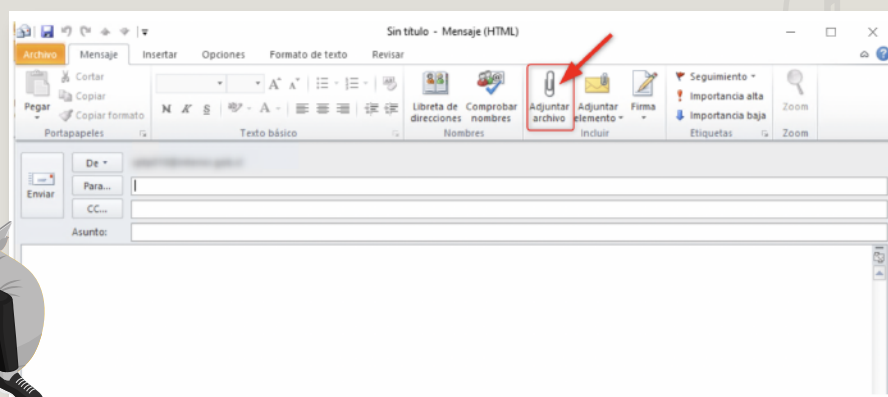 Sin título - Mensaje (HTML)
Archivo Mensaje Insertar Opciones Formato de texto Revisar
Pegar
Cortar
Copiar
Copiar formato
Portapapeles
N K S
A A
A
Texto básico
Libreta de direcciones
Comprobar nombres
Nombres
Adjuntar archivo
Adjuntar elemento
Firma
Incluir
Seguimiento
Importancia alta
Importancia baja
Etiquetas
Zoom
Zoom
Enviar
De
Para...
CC...
Asunto: